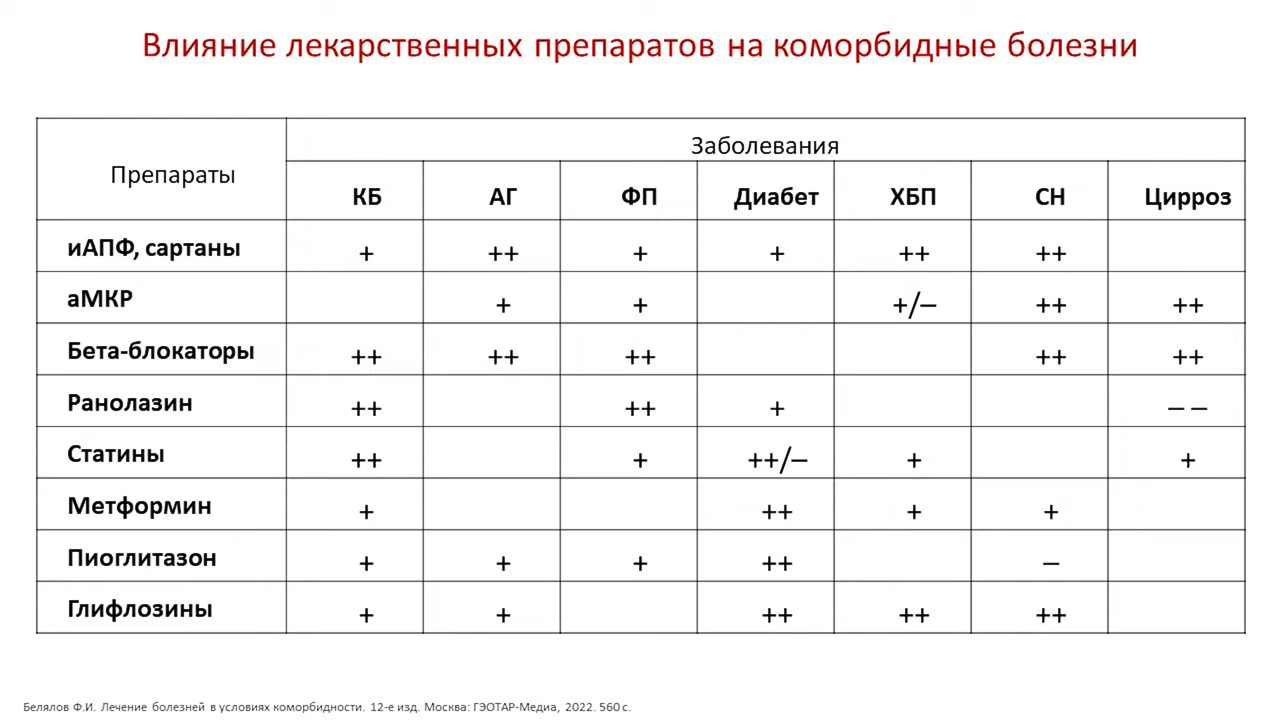 Влияние лекарственных препаратов на коморбидные болезни
Препараты
Заболевания
КБ АГ ФП Диабет ХБП СН Цирроз
иАПФ, сартаны + ++ + + ++ ++
аМКР + + +/– ++ ++
Бета-блокаторы ++ ++ ++ ++ ++
Ранолазин ++ ++ + – –
Статины ++ + ++/– + +
Метформин + ++ + +
Пиоглитазон + + + ++ –
Глифлозины + + ++ ++ ++
Белялов Ф.И. Лечение болезней в условиях коморбидности. 12-е изд. Москва: ГЭОТАР-Медиа, 2022. 560 с.